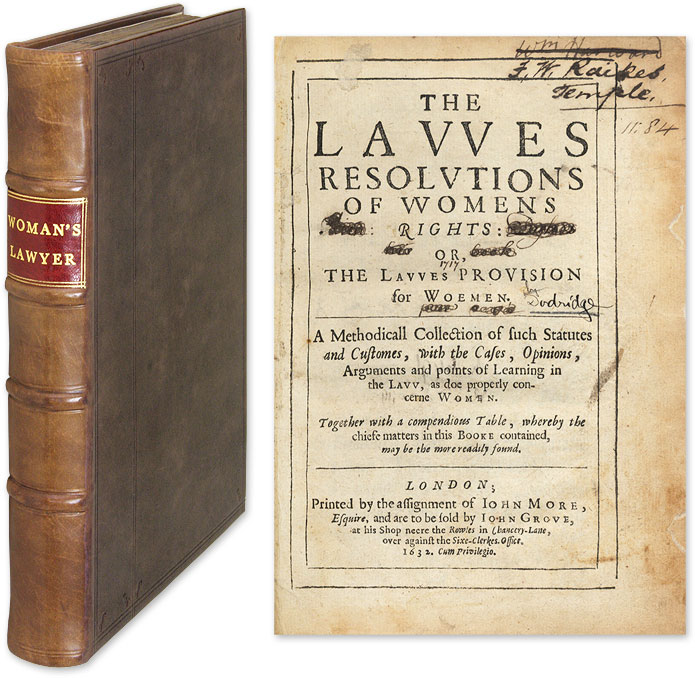 WOMAN'S
LAWYER
Wm Harward
F. W. Raikes,
Temple.
11.84
THE
LAVVES
RESOLVTIONS
OF WOMENS
RIGHTS:
OR,
1717
THE LAVVES PROVISION
for WOEMEN.
Dodridge
A Methodicall Collection of ſuch Statutes
and Cuſtomes, with the Caſes, Opinions,
Arguments and points of Learning in
the LAVV, as doe properly con-
cerne WOMEN.
Together with a compendious Table, whereby the
chiefe matters in this BOOKE contained,
may be the more readily found.
LONDON;
Printed by the aſſignment of IOHN MORE,
Eſquire, and are to be ſold by IOHN GROVE,
at his Shop neere the Rowles in Chancery-Lane,
over againſt the Sixe-Clerkes-Office.
1632. Cum Privilegio.